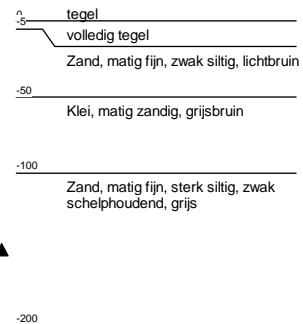 0 tegel
-5
volledig tegel
Zand, matig fijn, zwak siltig, lichtbruin
-50
Klei, matig zandig, grijsbruin
-100
Zand, matig fijn, sterk siltig, zwak
schelphoudend, grijs
-200